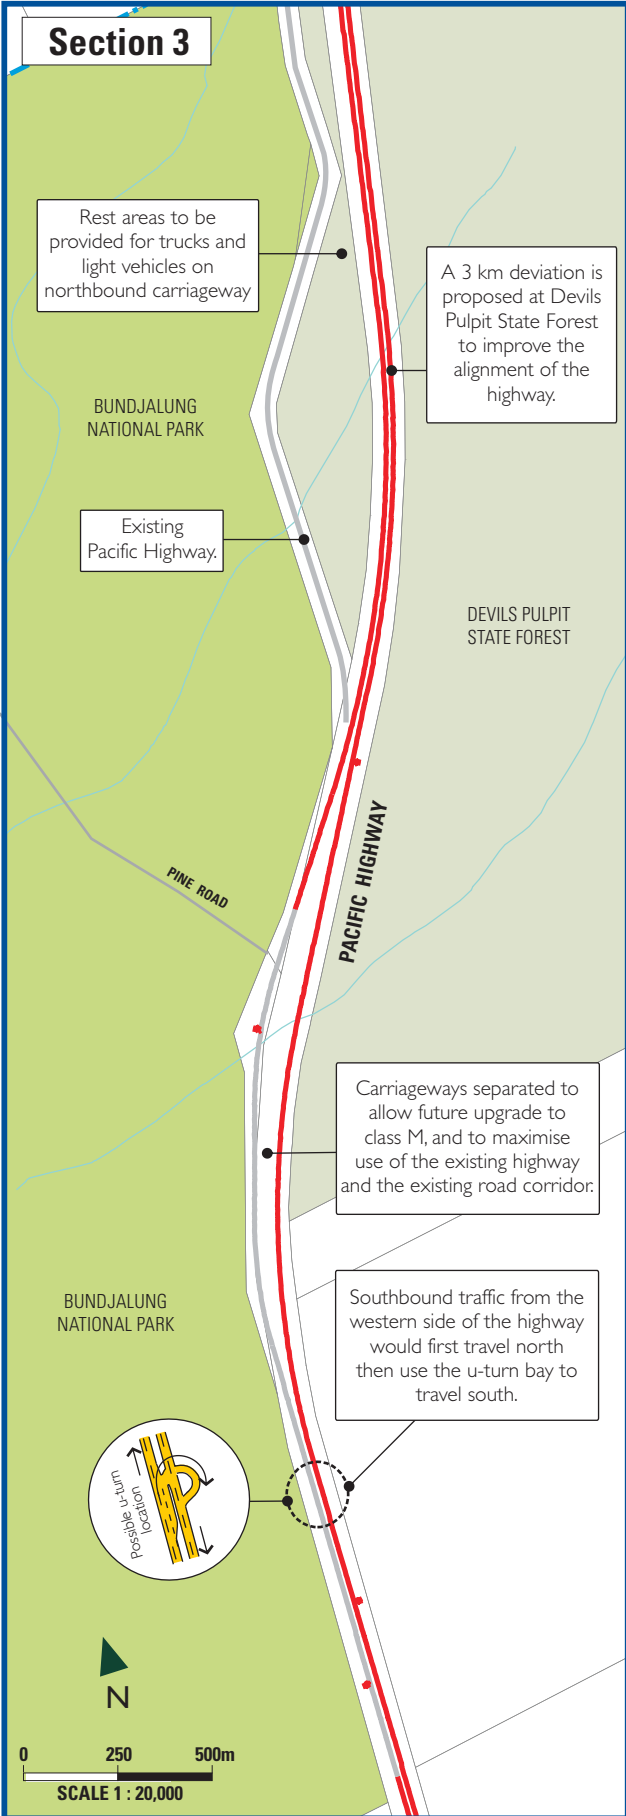 Section 3
Rest areas to be
provided for trucks and
light vehicles on
northbound carriageway
A 3 km deviation is
proposed at Devils
Pulpit State Forest
to improve the
alignment of the
highway.
BUNDJALUNG
NATIONAL PARK
Existing
Pacific Highway.
DEVILS PULPIT
STATE FOREST
PACIFIC HIGHWAY
PINE ROAD
Carriageways separated to
allow future upgrade to
class M, and to maximise
use of the existing highway
and the existing road corridor.
BUNDJALUNG
NATIONAL PARK
Southbound traffic from the
western side of the highway
would first travel north
then use the u-turn bay to
travel south.
Possible u-turn
location
N
0 250 500m
SCALE 1 : 20,000